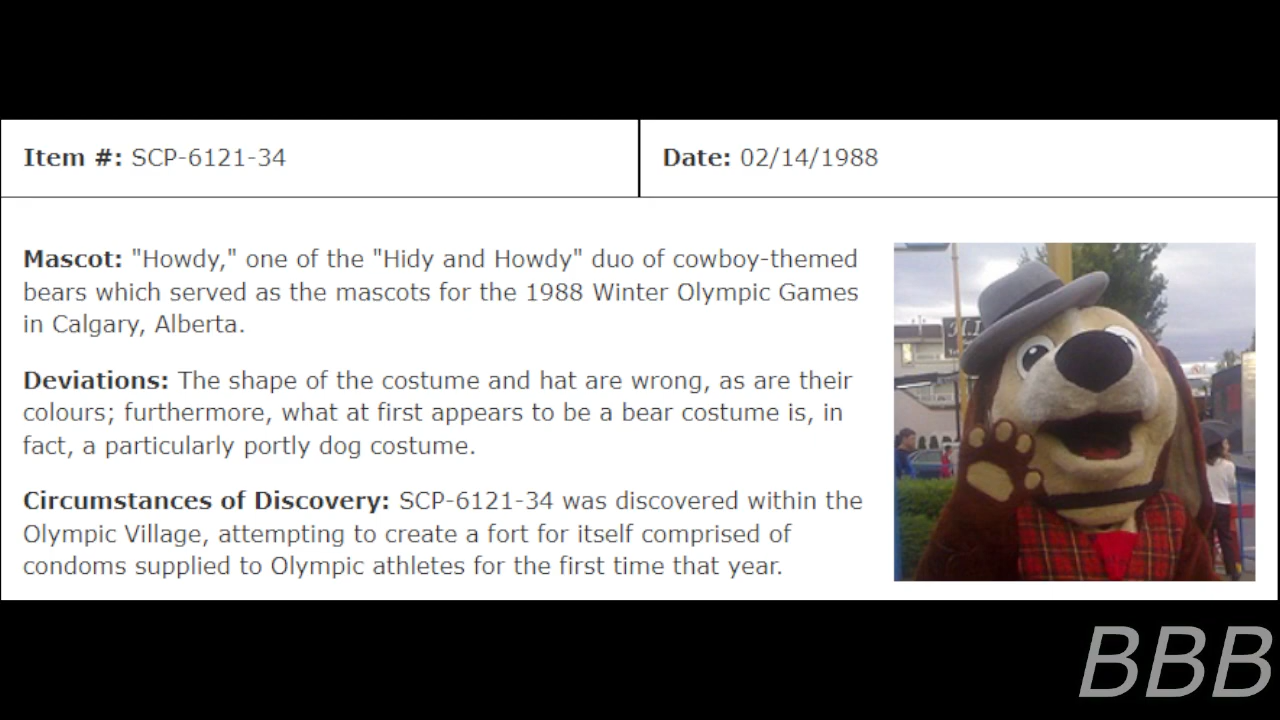 Item #: SCP-6121-34
Date: 02/14/1988
Mascot: "Howdy," one of the "Hidy and Howdy" duo of cowboy-themed
bears which served as the mascots for the 1988 Winter Olympic Games
in Calgary, Alberta.
Deviations: The shape of the costume and hat are wrong, as are their
colours; furthermore, what at first appears to be a bear costume is, in
fact, a particularly portly dog costume.
Circumstances of Discovery: SCP-6121-34 was discovered within the
Olympic Village, attempting to create a fort for itself comprised of
condoms supplied to Olympic athletes for the first time that year.
BBB